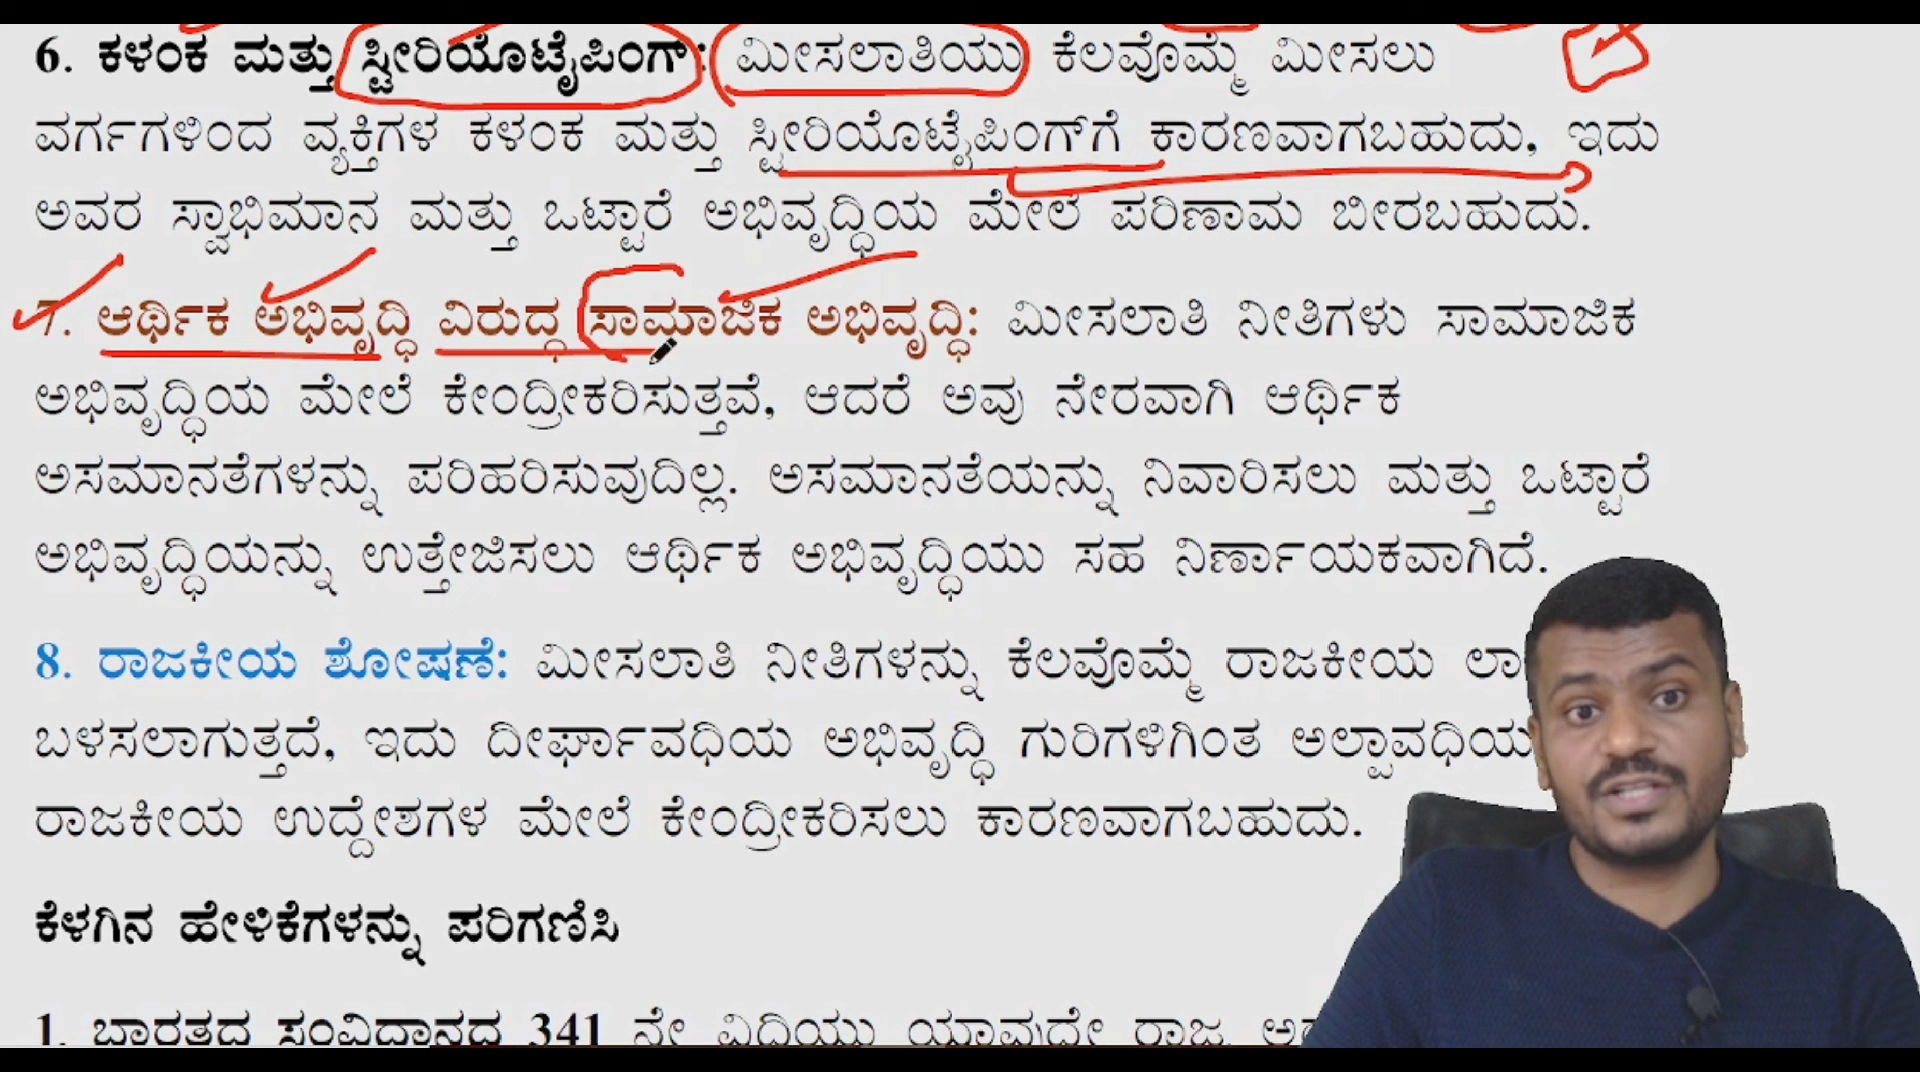 6. ಕಳಂಕ ಮತ್ತು ಸ್ಟೀರಿಯೊಟೈಪಿಂಗ್: ಮೀಸಲಾತಿಯು ಕೆಲವೊಮ್ಮೆ ಮೀಸಲು
ವರ್ಗಗಳಿಂದ ವ್ಯಕ್ತಿಗಳ ಕಳಂಕ ಮತ್ತು ಸ್ಟೀರಿಯೊಟೈಪಿಂಗ್‌ಗೆ ಕಾರಣವಾಗಬಹುದು, ಇದು
ಅವರ ಸ್ವಾಭಿಮಾನ ಮತ್ತು ಒಟ್ಟಾರೆ ಅಭಿವೃದ್ಧಿಯ ಮೇಲೆ ಪರಿಣಾಮ ಬೀರಬಹುದು.
7. ಆರ್ಥಿಕ ಅಭಿವೃದ್ಧಿ ವಿರುದ್ಧ ಸಾಮಾಜಿಕ ಅಭಿವೃದ್ಧಿ: ಮೀಸಲಾತಿ ನೀತಿಗಳು ಸಾಮಾಜಿಕ
ಅಭಿವೃದ್ಧಿಯ ಮೇಲೆ ಕೇಂದ್ರೀಕರಿಸುತ್ತವೆ, ಆದರೆ ಅವು ನೇರವಾಗಿ ಆರ್ಥಿಕ
ಅಸಮಾನತೆಗಳನ್ನು ಪರಿಹರಿಸುವುದಿಲ್ಲ. ಅಸಮಾನತೆಯನ್ನು ನಿವಾರಿಸಲು ಮತ್ತು ಒಟ್ಟಾರೆ
ಅಭಿವೃದ್ಧಿಯನ್ನು ಉತ್ತೇಜಿಸಲು ಆರ್ಥಿಕ ಅಭಿವೃದ್ಧಿಯು ಸಹ ನಿರ್ಣಾಯಕವಾಗಿದೆ.
8. ರಾಜಕೀಯ ಶೋಷಣೆ: ಮೀಸಲಾತಿ ನೀತಿಗಳನ್ನು ಕೆಲವೊಮ್ಮೆ ರಾಜಕೀಯ
ಬಳಸಲಾಗುತ್ತದೆ, ಇದು ದೀರ್ಘಾವಧಿಯ ಅಭಿವೃದ್ಧಿ ಗುರಿಗಳಿಗಿಂತ ಅಲ್ಪಾವಧಿಯ
ರಾಜಕೀಯ ಉದ್ದೇಶಗಳ ಮೇಲೆ ಕೇಂದ್ರೀಕರಿಸಲು ಕಾರಣವಾಗಬಹುದು.
ಕೆಳಗಿನ ಹೇಳಿಕೆಗಳನ್ನು ಪರಿಗಣಿಸಿ
1. ಭಾರತದ ಸಂವಿಧಾನದ 341 ನೇ ವಿಧಿಯು ಯಾವುದೇ ರಾಜ್ಯ